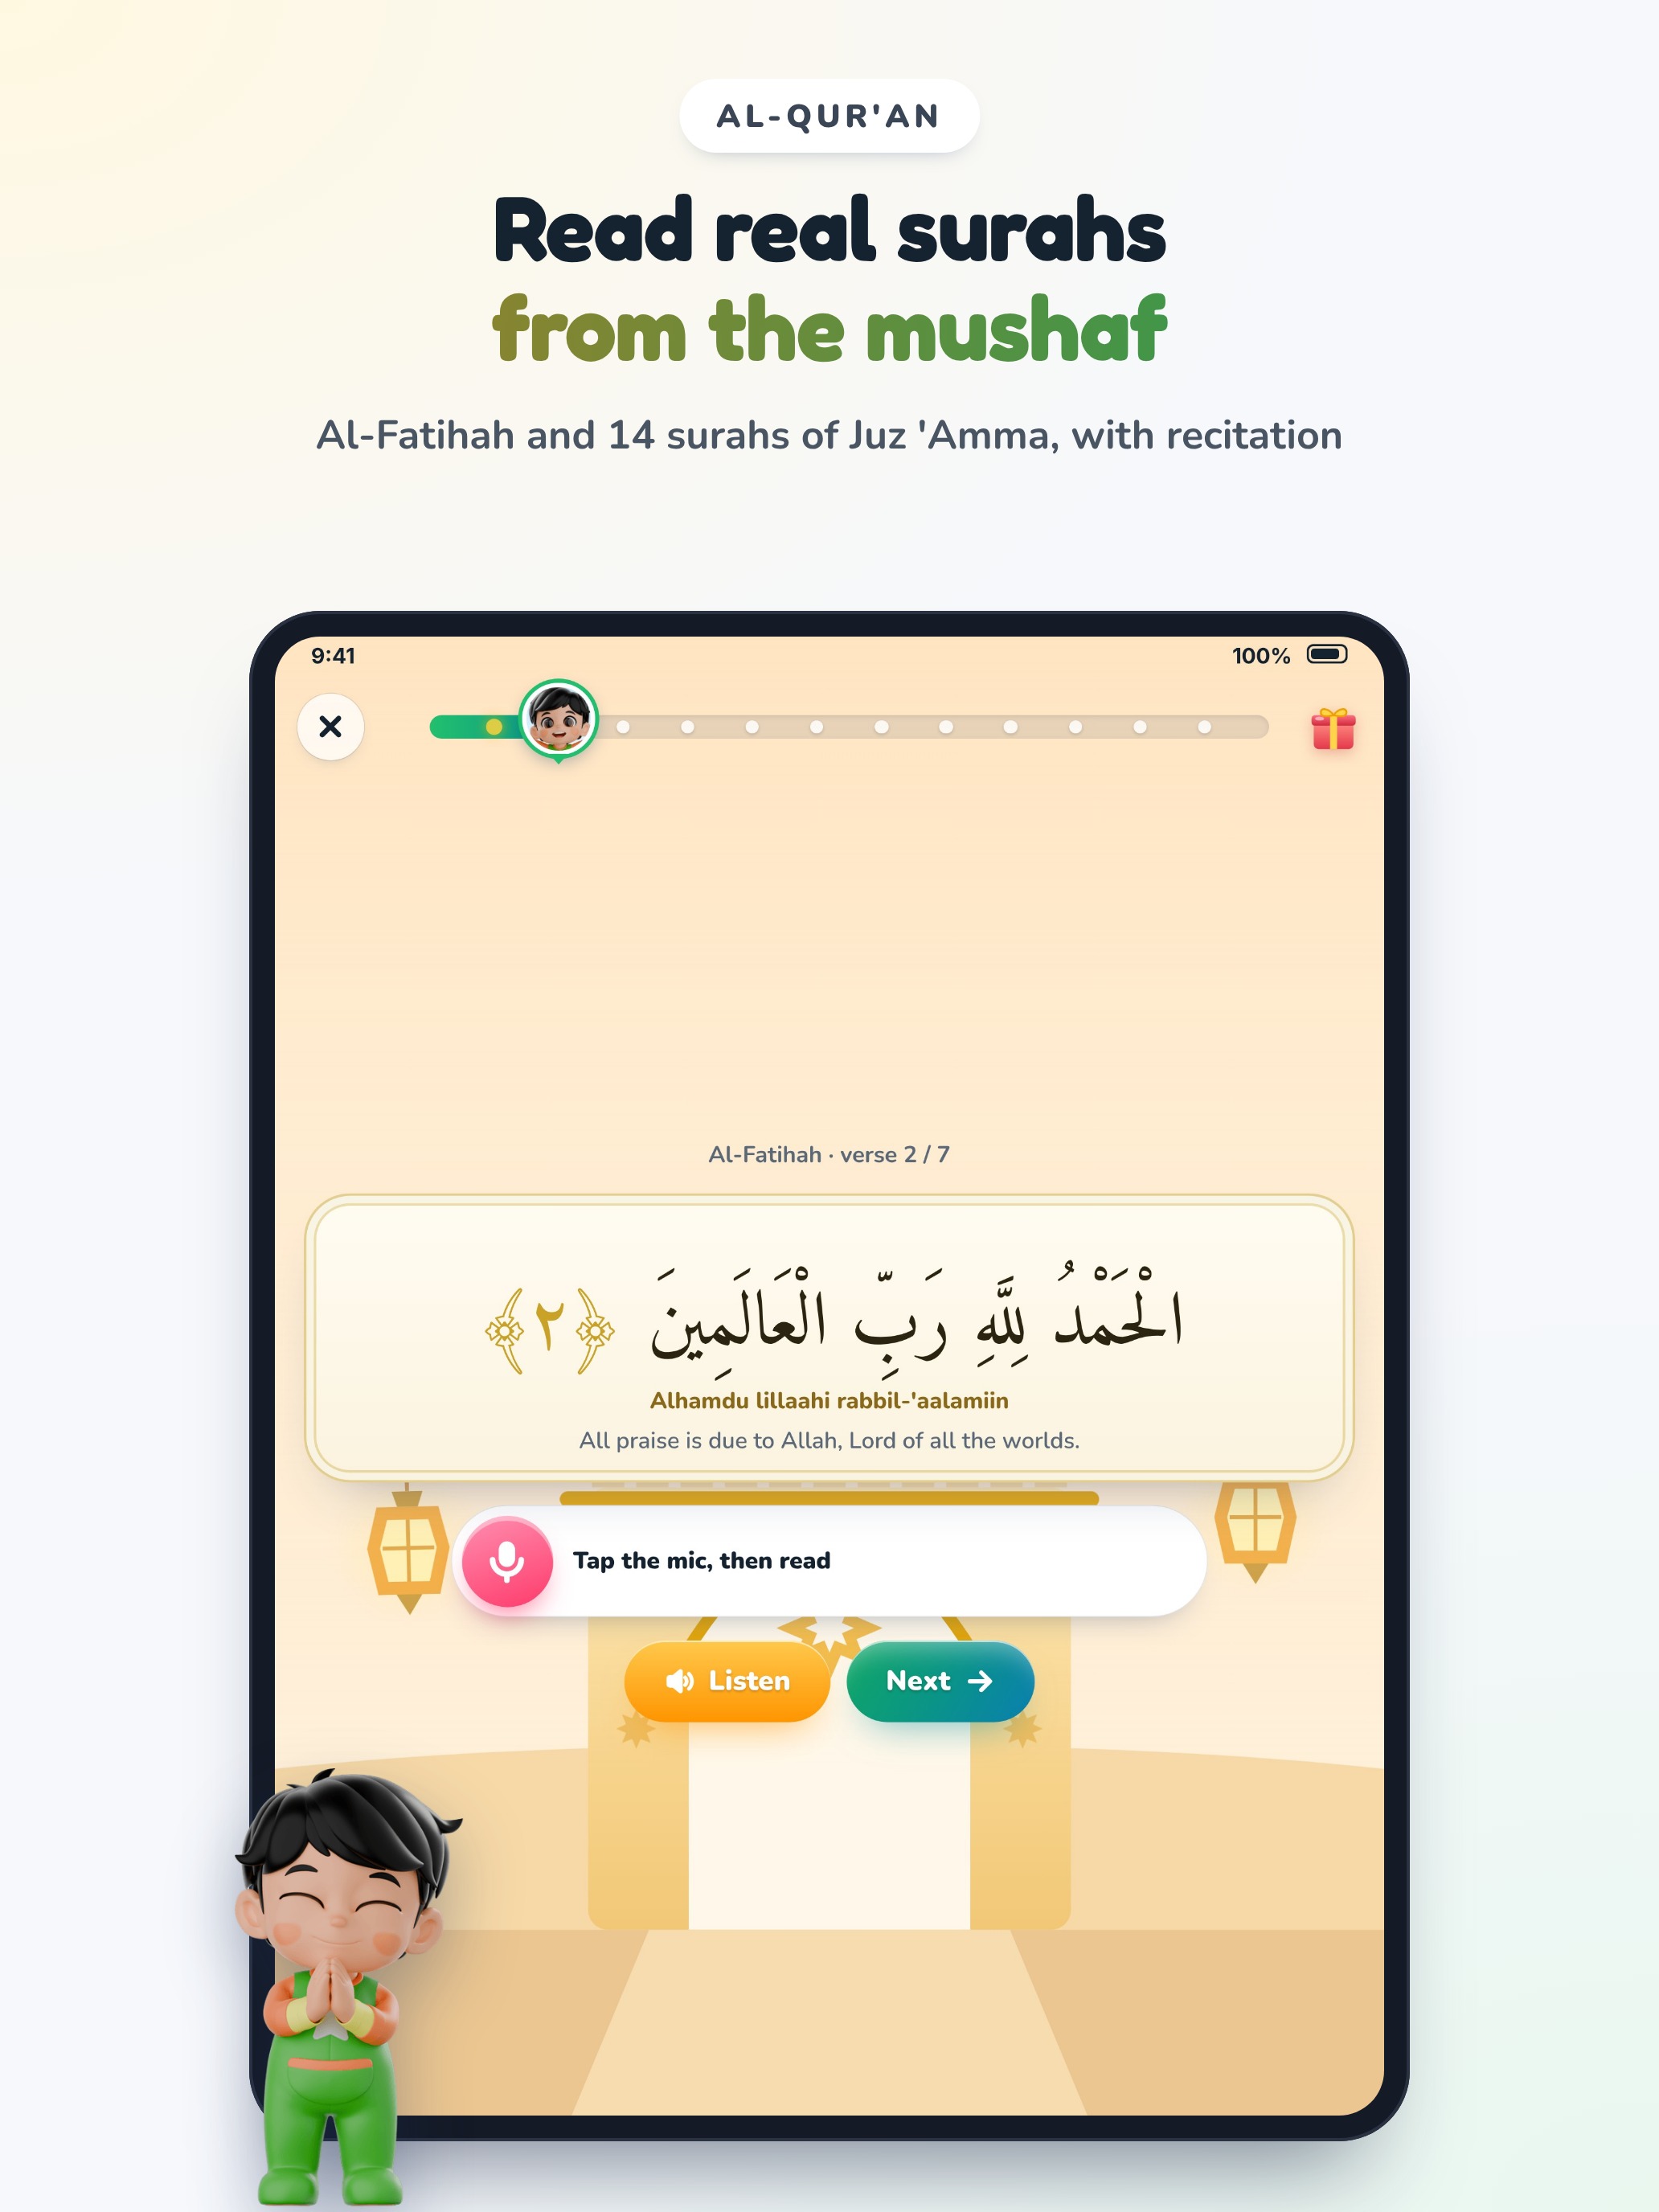 AL-QUR'AN
Read real surahs
from the mushaf
Al-Fatihah and 14 surahs of Juz 'Amma, with recitation
9:41 100%
Al-Fatihah · verse 2 / 7
الْحَمْدُ لِلَّهِ رَبِّ الْعَالَمِينَ ﴿٢﴾
Alhamdu lillaahi rabbil-'aalamiin
All praise is due to Allah, Lord of all the worlds.
Tap the mic, then read
Listen Next →